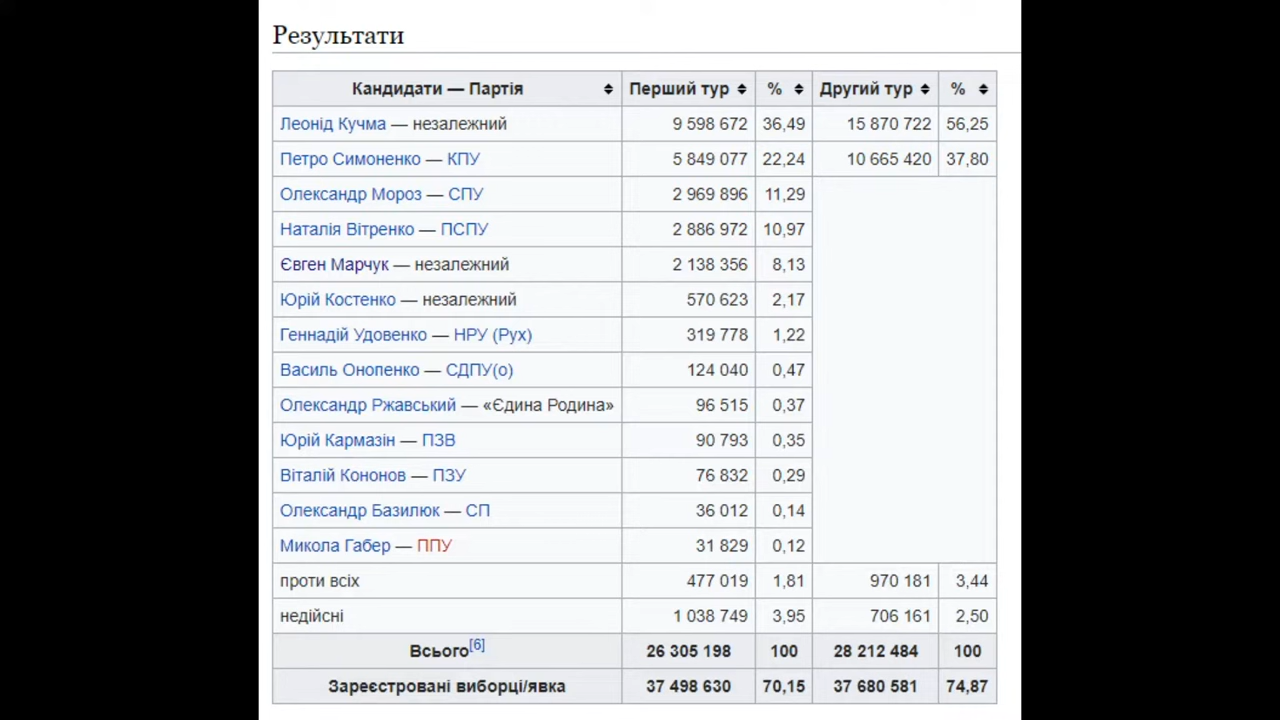 Результати
Кандидати — Партія Перший тур % Другий тур %
Леонід Кучма — незалежний 9 598 672 36,49 15 870 722 56,25
Петро Симоненко — КПУ 5 849 077 22,24 10 665 420 37,80
Олександр Мороз — СПУ 2 969 896 11,29
Наталія Вітренко — ПСПУ 2 886 972 10,97
Євген Марчук — незалежний 2 138 356 8,13
Юрій Костенко — незалежний 570 623 2,17
Геннадій Удовенко — НРУ (Рух) 319 778 1,22
Василь Онопенко — СДПУ(о) 124 040 0,47
Олександр Ржавський — «Єдина Родина» 96 515 0,37
Юрій Кармазін — ПЗВ 90 793 0,35
Віталій Кононов — ПЗУ 76 832 0,29
Олександр Базилюк — СП 36 012 0,14
Микола Габер — ППУ 31 829 0,12
проти всіх 477 019 1,81 970 181 3,44
недійсні 1 038 749 3,95 706 161 2,50
Всього[6] 26 305 198 100 28 212 484 100
Зареєстровані виборці/явка 37 498 630 70,15 37 680 581 74,87